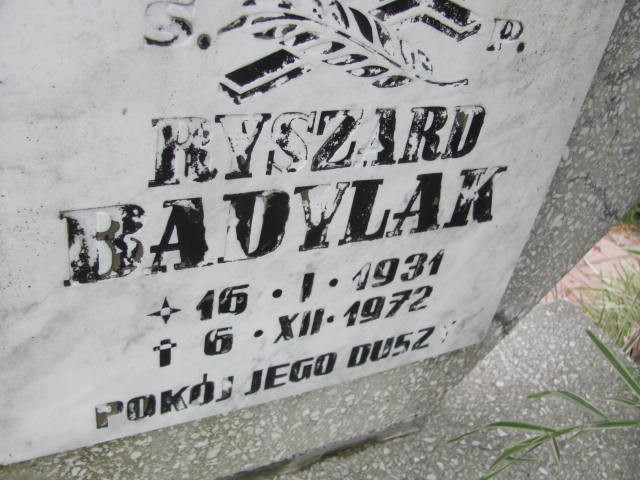 S. P.
RYSZARD
BADYLAK
16 · I · 1931
† 6 · XII · 1972
POKÓJ JEGO DUSZY